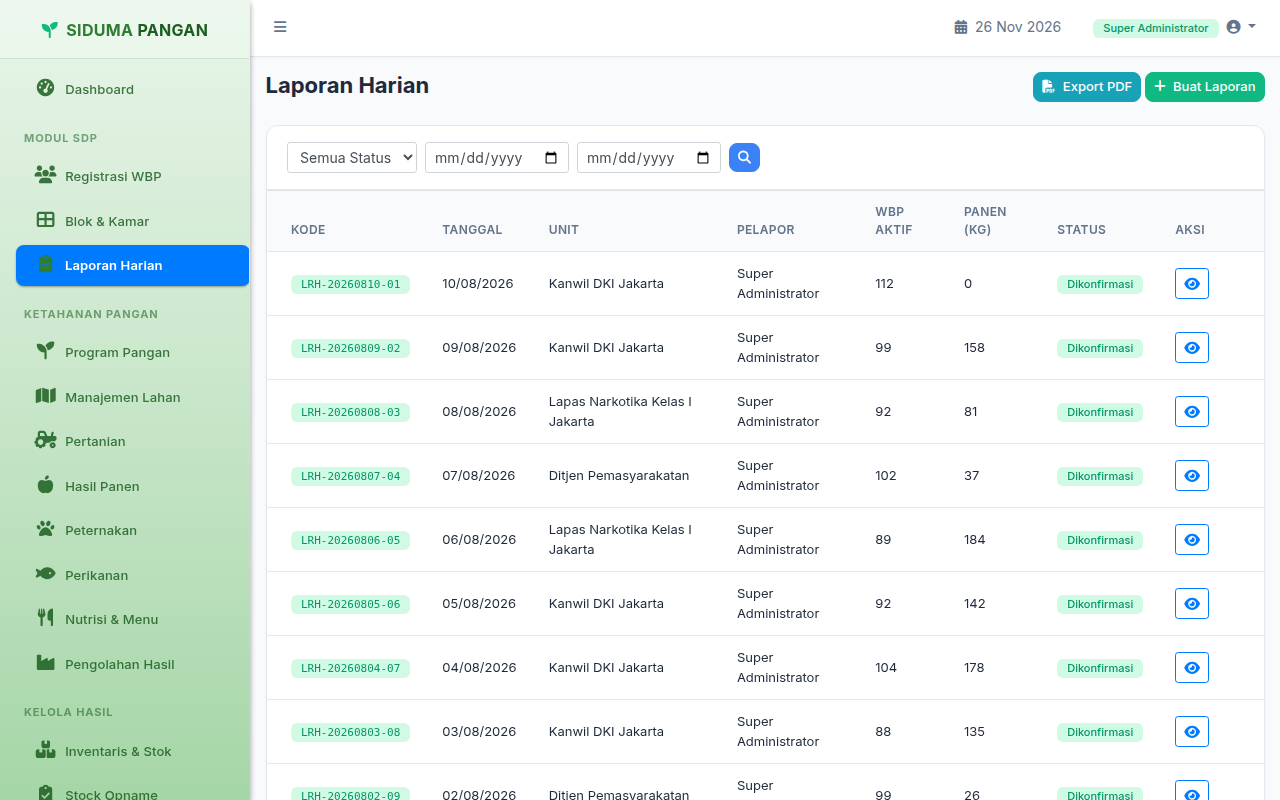 SIDUMA PANGAN
26 Nov 2026
Super Administrator
Dashboard
MODUL SDP
Registrasi WBP
Blok & Kamar
Laporan Harian
KETAHANAN PANGAN
Program Pangan
Manajemen Lahan
Pertanian
Hasil Panen
Peternakan
Perikanan
Nutrisi & Menu
Pengolahan Hasil
KELOLA HASIL
Inventaris & Stok
Stock Opname
Laporan Harian
Export PDF
Buat Laporan
Semua Status
mm/dd/yyyy
mm/dd/yyyy
KODE TANGGAL UNIT PELAPOR WBP AKTIF PANEN (KG) STATUS AKSI
LRH-20260810-01 10/08/2026 Kanwil DKI Jakarta Super Administrator 112 0 Dikonfirmasi
LRH-20260809-02 09/08/2026 Kanwil DKI Jakarta Super Administrator 99 158 Dikonfirmasi
LRH-20260808-03 08/08/2026 Lapas Narkotika Kelas I Jakarta Super Administrator 92 81 Dikonfirmasi
LRH-20260807-04 07/08/2026 Ditjen Pemasyarakatan Super Administrator 102 37 Dikonfirmasi
LRH-20260806-05 06/08/2026 Lapas Narkotika Kelas I Jakarta Super Administrator 89 184 Dikonfirmasi
LRH-20260805-06 05/08/2026 Kanwil DKI Jakarta Super Administrator 92 142 Dikonfirmasi
LRH-20260804-07 04/08/2026 Kanwil DKI Jakarta Super Administrator 104 178 Dikonfirmasi
LRH-20260803-08 03/08/2026 Kanwil DKI Jakarta Super Administrator 88 135 Dikonfirmasi
LRH-20260802-09 02/08/2026 Ditjen Pemasyarakatan Super 99 26 Dikonfirmasi